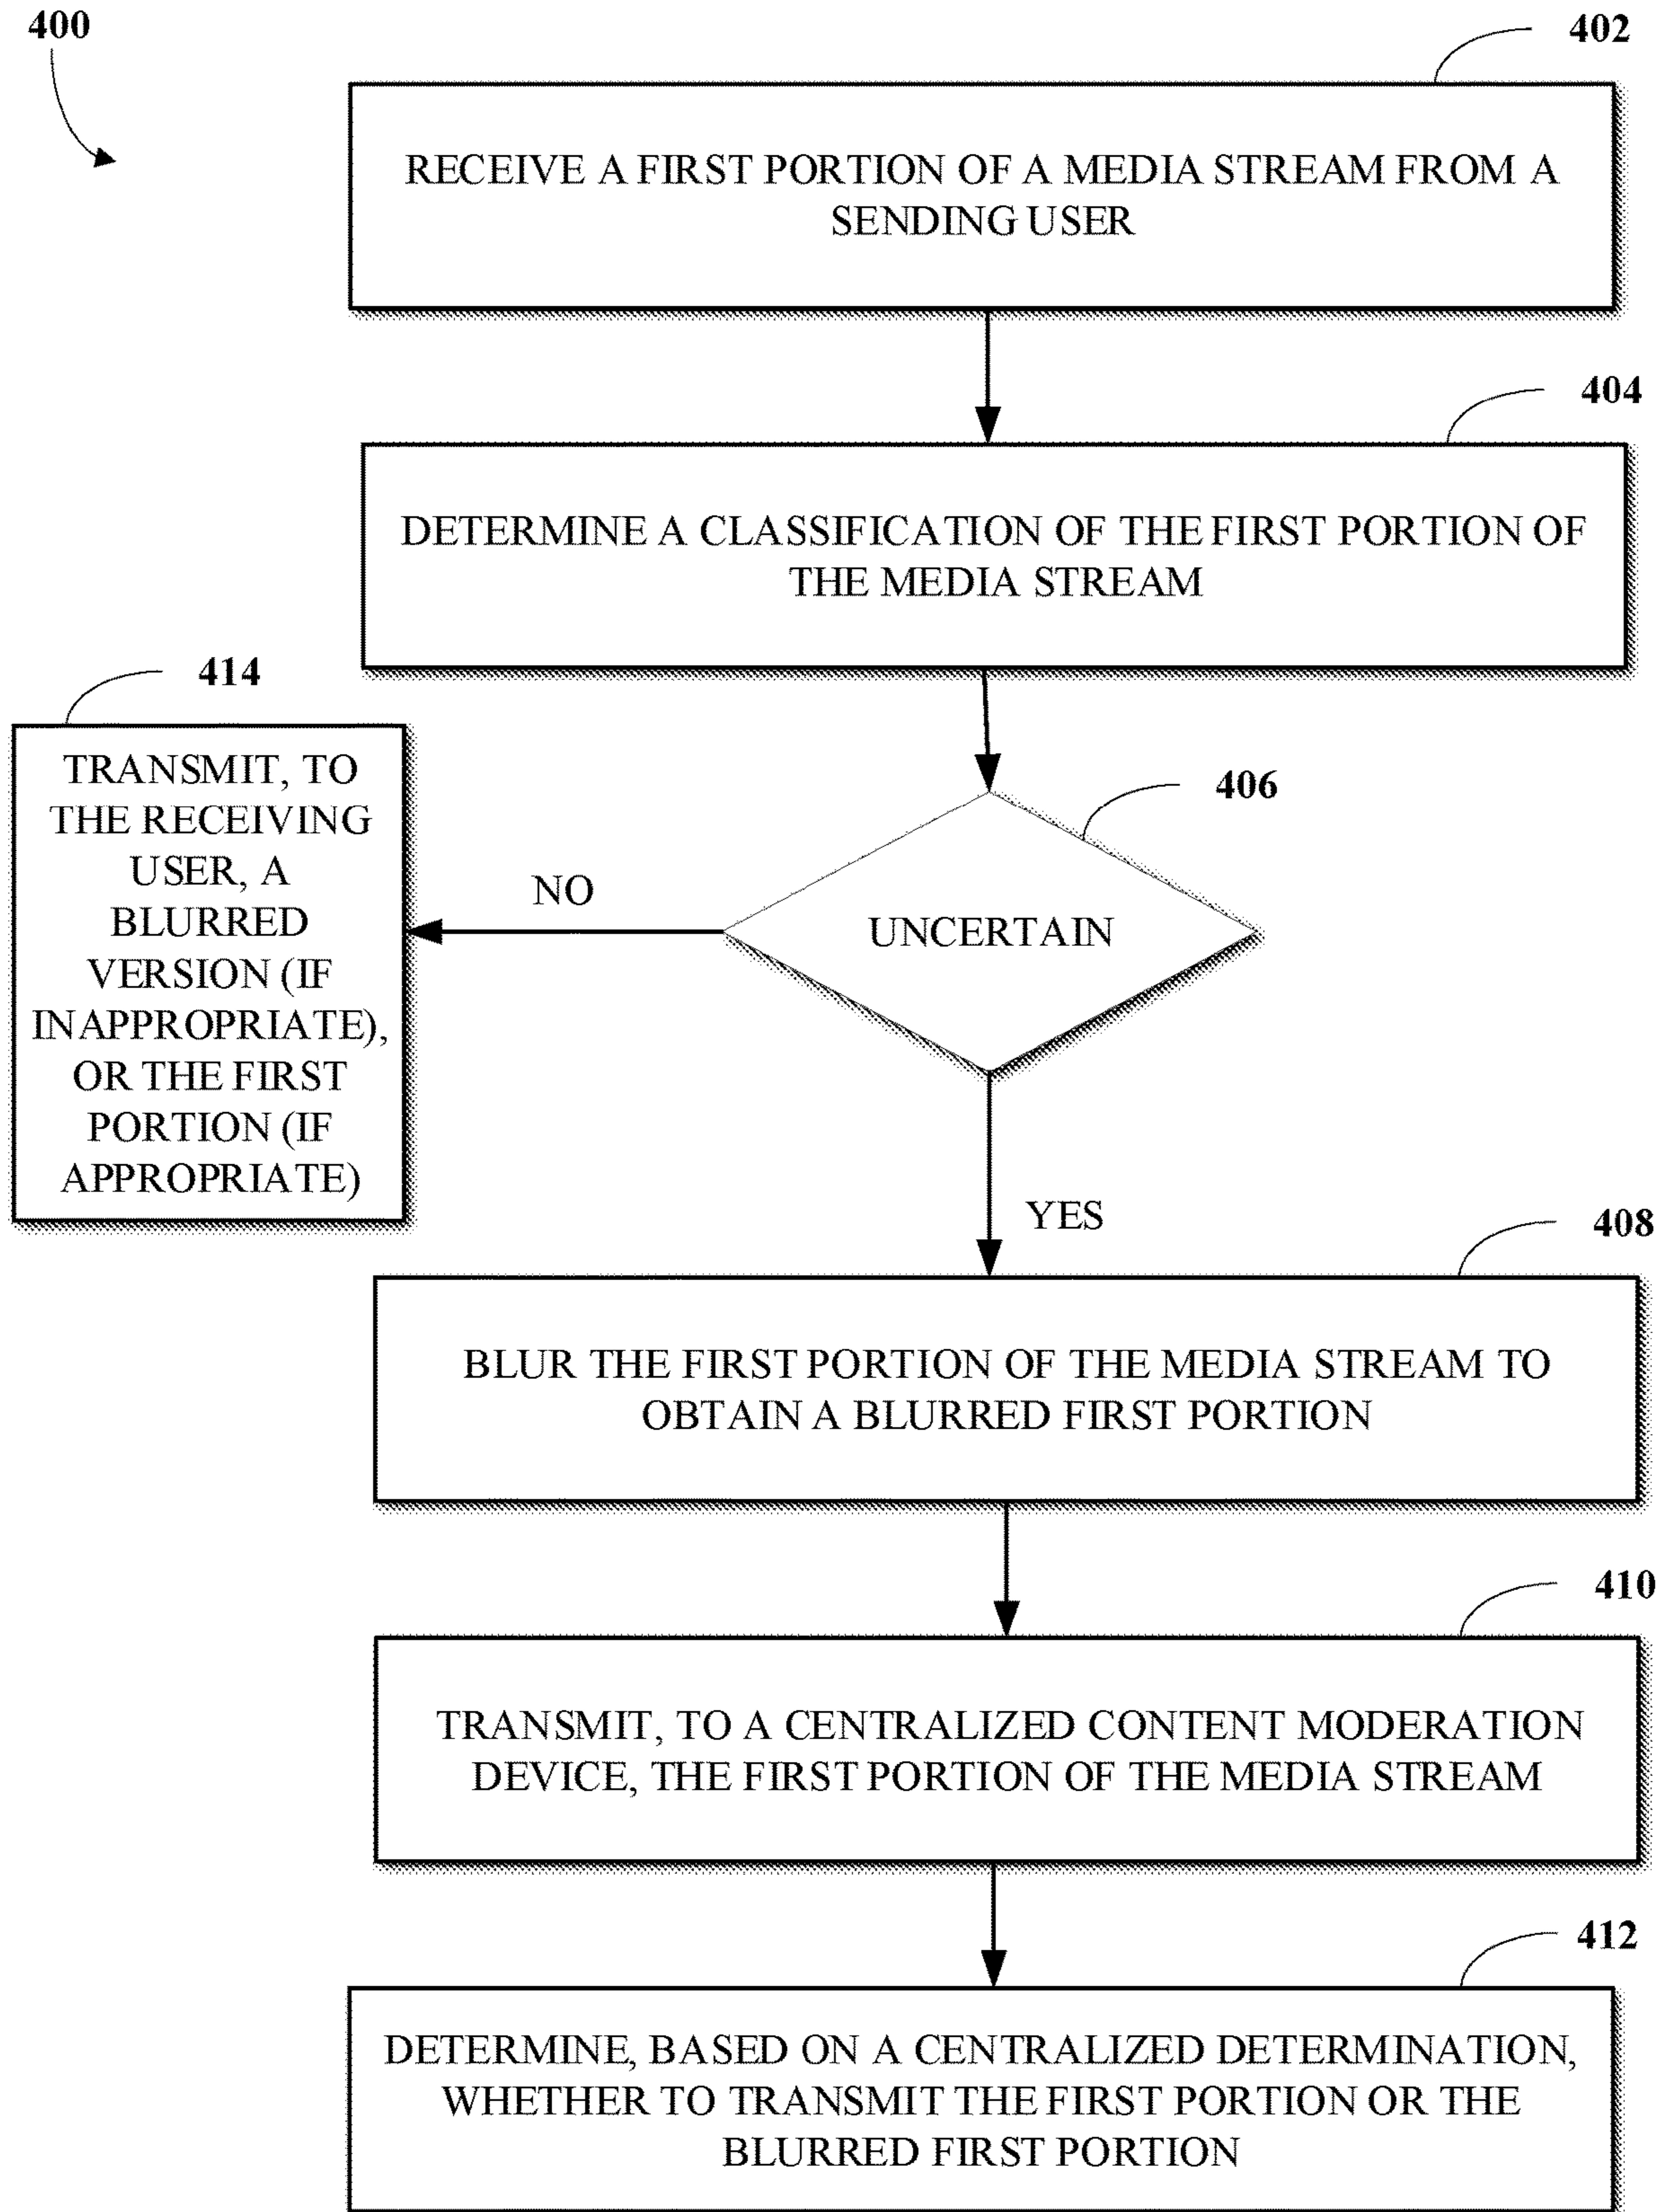 400
402
RECEIVE A FIRST PORTION OF A MEDIA STREAM FROM A
SENDING USER
404
DETERMINE A CLASSIFICATION OF THE FIRST PORTION OF
THE MEDIA STREAM
414
TRANSMIT, TO
THE RECEIVING
USER, A
BLURRED
VERSION (IF
INAPPROPRIATE),
OR THE FIRST
PORTION (IF
APPROPRIATE)
406
NO
UNCERTAIN
YES
408
BLUR THE FIRST PORTION OF THE MEDIA STREAM TO
OBTAIN A BLURRED FIRST PORTION
410
TRANSMIT, TO A CENTRALIZED CONTENT MODERATION
DEVICE, THE FIRST PORTION OF THE MEDIA STREAM
412
DETERMINE, BASED ON A CENTRALIZED DETERMINATION,
WHETHER TO TRANSMIT THE FIRST PORTION OR THE
BLURRED FIRST PORTION